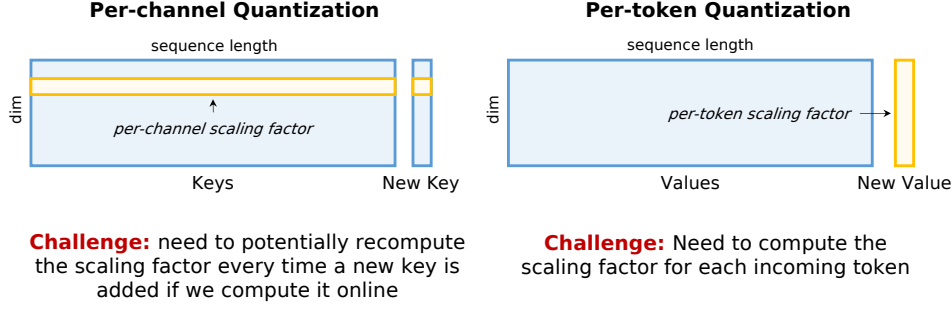 Per-channel Quantization
sequence length
dim
per-channel scaling factor
Keys
New Key
Challenge: need to potentially recompute
the scaling factor every time a new key is
added if we compute it online
Per-token Quantization
sequence length
dim
per-token scaling factor
Values
New Value
Challenge: Need to compute the
scaling factor for each incoming token